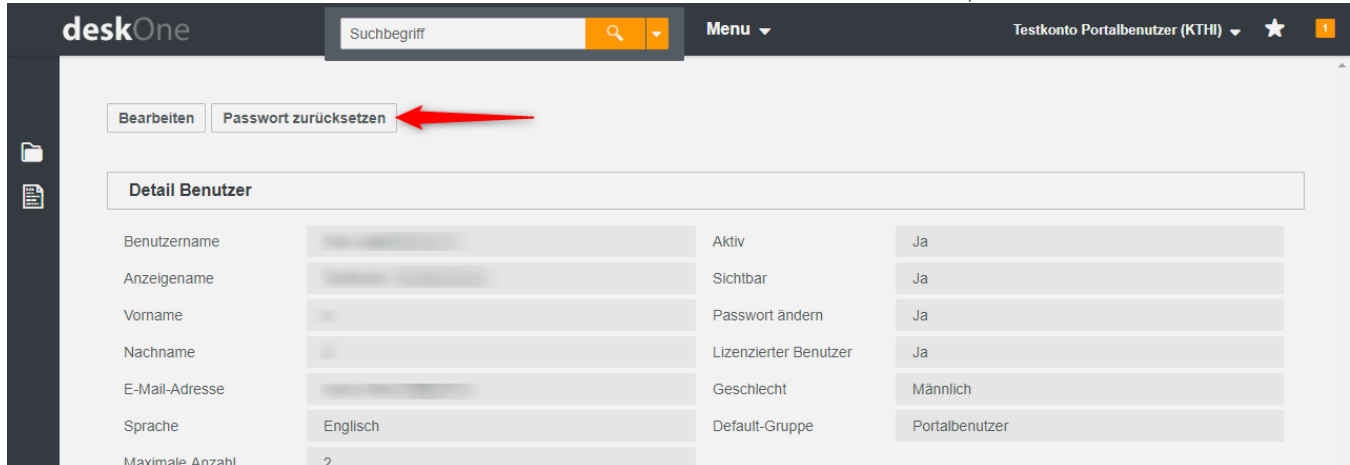 deskOne Suchbegriff Menu Testkonto Portalbenutzer (KTHI) 1
Bearbeiten Passwort zurücksetzen
Detail Benutzer
Benutzername Aktiv Ja
Anzeigename Sichtbar Ja
Vorname Passwort ändern Ja
Nachname Lizenzierter Benutzer Ja
E-Mail-Adresse Geschlecht Männlich
Sprache Englisch Default-Gruppe Portalbenutzer
Maximale Anzahl 2